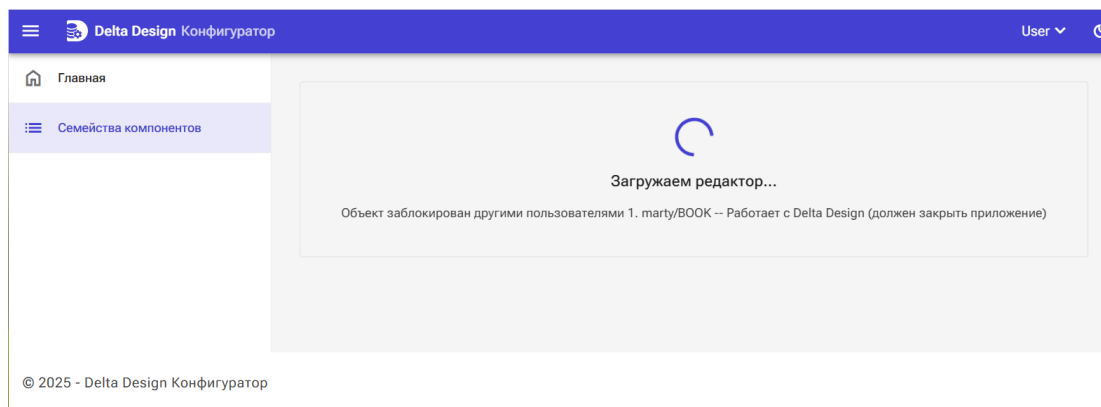 Delta Design Конфигуратор
User
Главная
Семейства компонентов
Загружаем редактор...
Объект заблокирован другими пользователями 1. marty/BOOK -- Работает с Delta Design (должен закрыть приложение)
© 2025 - Delta Design Конфигуратор